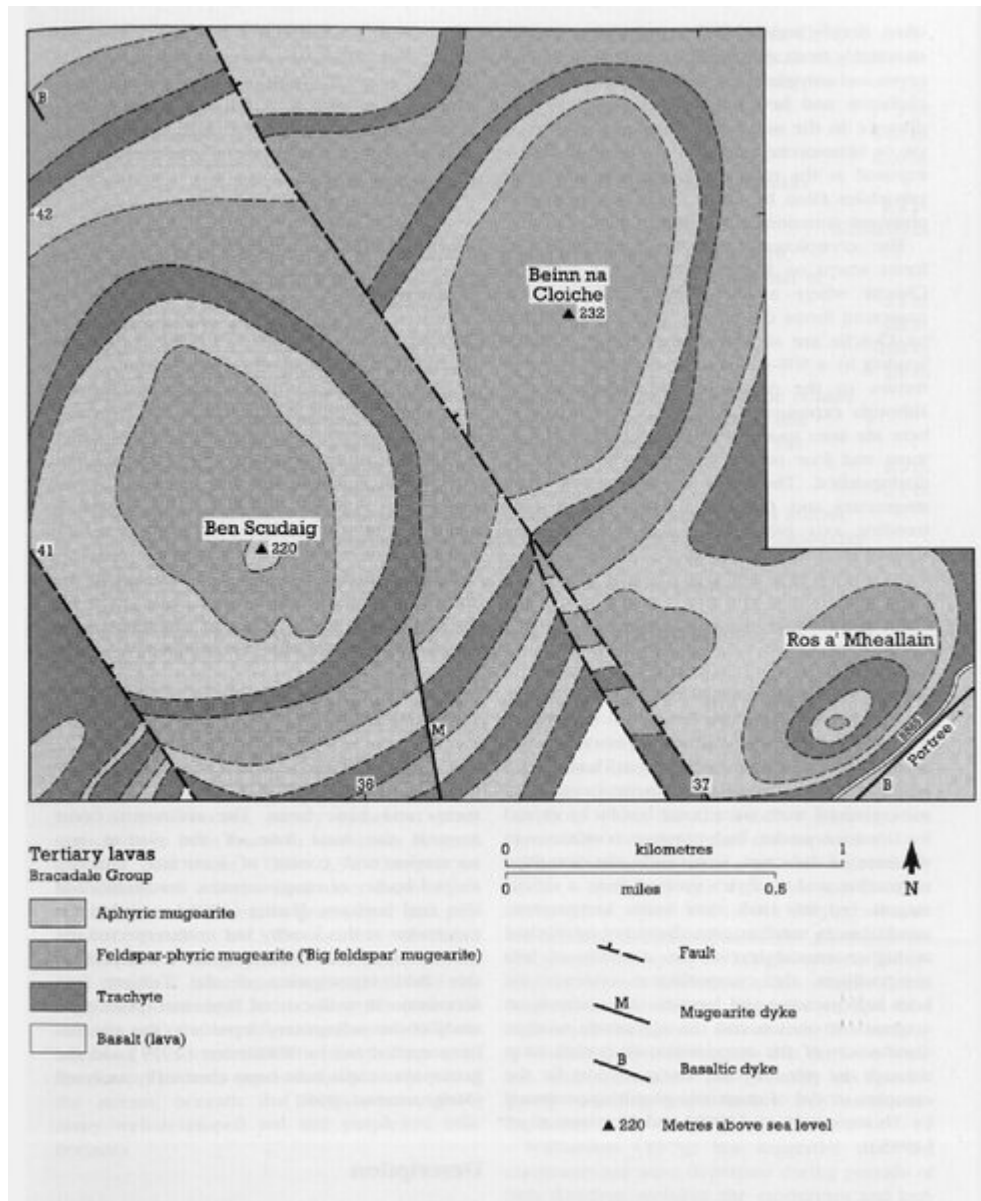 B
42
Beinn na
Cloiche
▲ 232
Ben Scudaig
▲ 220
41
Ros a' Mheallain
M
36
37
B885
Portree
B
Tertiary lavas
Bracadale Group
Aphyric mugearite
Feldspar-phyric mugearite ('Big feldspar' mugearite)
Trachyte
Basalt (lava)
0 kilometres 1
miles 0.5
N
Fault
M
Mugearite dyke
B
Basaltic dyke
▲ 220 Metres above sea level